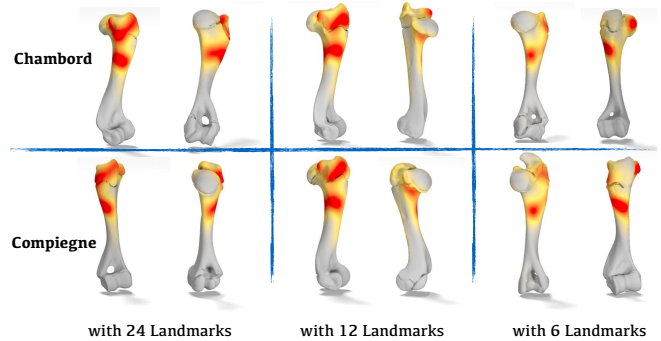 Chambord
Compiegne
with 24 Landmarks
with 12 Landmarks
with 6 Landmarks